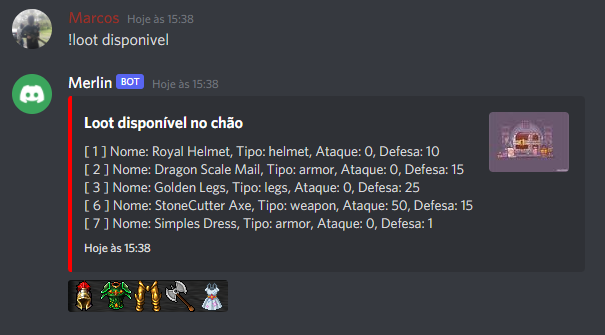 Marcos Hoje às 15:38
!loot disponivel
Merlin BOT Hoje às 15:38
Loot disponível no chão
[ 1 ] Nome: Royal Helmet, Tipo: helmet, Ataque: 0, Defesa: 10
[ 2 ] Nome: Dragon Scale Mail, Tipo: armor, Ataque: 0, Defesa: 15
[ 3 ] Nome: Golden Legs, Tipo: legs, Ataque: 0, Defesa: 25
[ 6 ] Nome: StoneCutter Axe, Tipo: weapon, Ataque: 50, Defesa: 15
[ 7 ] Nome: Simples Dress, Tipo: armor, Ataque: 0, Defesa: 1
Hoje às 15:38